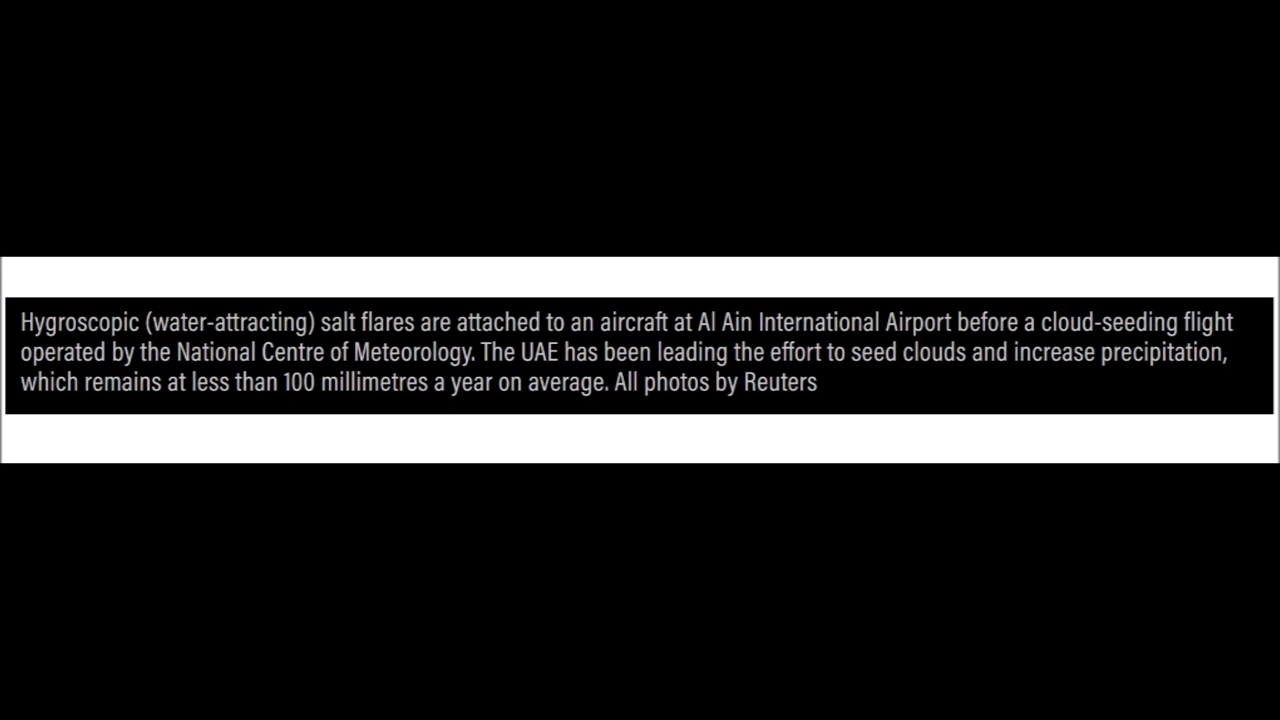 Hygroscopic (water-attracting) salt flares are attached to an aircraft at Al Ain International Airport before a cloud-seeding flight
operated by the National Centre of Meteorology. The UAE has been leading the effort to seed clouds and increase precipitation,
which remains at less than 100 millimetres a year on average. All photos by Reuters